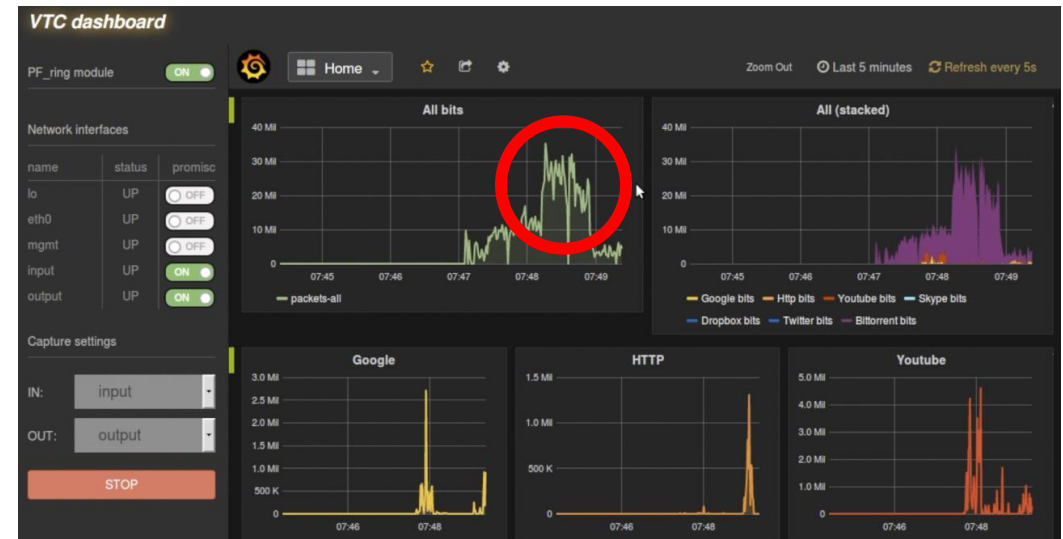 VTC dashboard
PF_ring module ON
Home
Zoom Out Last 5 minutes Refresh every 5s
Network interfaces
name status promisc
lo UP OFF
eth0 UP OFF
mgmt UP OFF
input UP ON
output UP ON
Capture settings
IN: input
OUT: output
STOP
All bits
40 Mil
30 Mil
20 Mil
10 Mil
0
07:45 07:46 07:47 07:48 07:49
packets-all
All (stacked)
40 Mil
30 Mil
20 Mil
10 Mil
0
07:45 07:46 07:47 07:48 07:49
Google bits Http bits Youtube bits Skype bits
Dropbox bits Twitter bits Bittorrent bits
Google
3.0 Mil
2.5 Mil
2.0 Mil
1.5 Mil
1.0 Mil
500 K
0
07:46 07:48
HTTP
1.5 Mil
1.0 Mil
500 K
0
07:46 07:48
Youtube
5.0 Mil
4.0 Mil
3.0 Mil
2.0 Mil
1.0 Mil
0
07:46 07:48